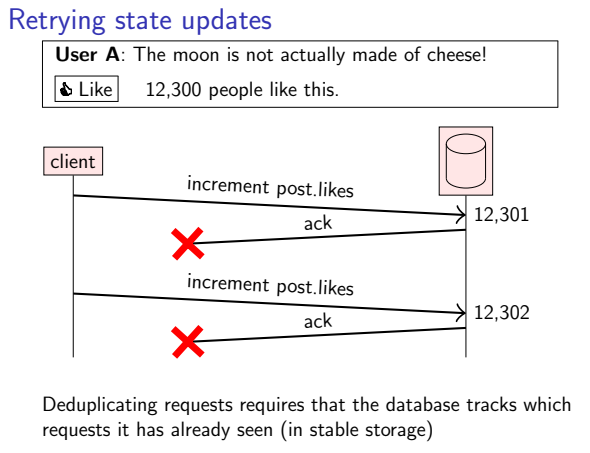 Retrying state updates
User A: The moon is not actually made of cheese!
Like 12,300 people like this.
client
increment post.likes
12,301
ack
increment post.likes
12,302
ack
Deduplicating requests requires that the database tracks which
requests it has already seen (in stable storage)